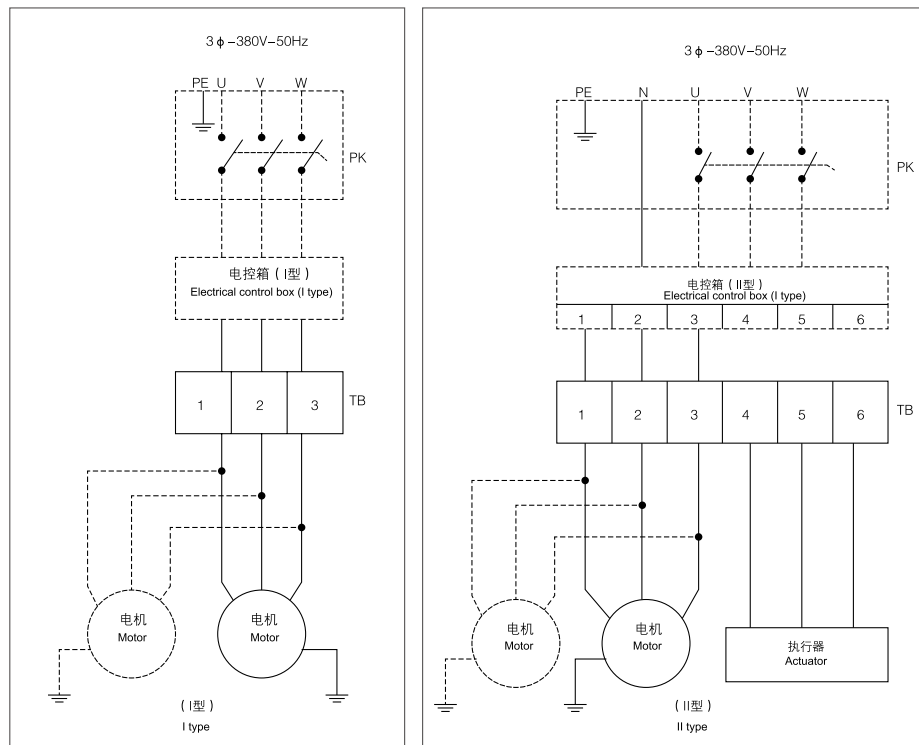 3ϕ-380V-50Hz
PE U V W
PK
电控箱（I型）
Electrical control box (I type)
1 2 3 TB
电机
Motor
电机
Motor
（I型）
I type
3ϕ-380V-50Hz
PE N U V W
PK
电控箱（II型）
Electrical control box (I type)
1 2 3 4 5 6
1 2 3 4 5 6 TB
电机
Motor
电机
Motor
执行器
Actuator
（II型）
II type